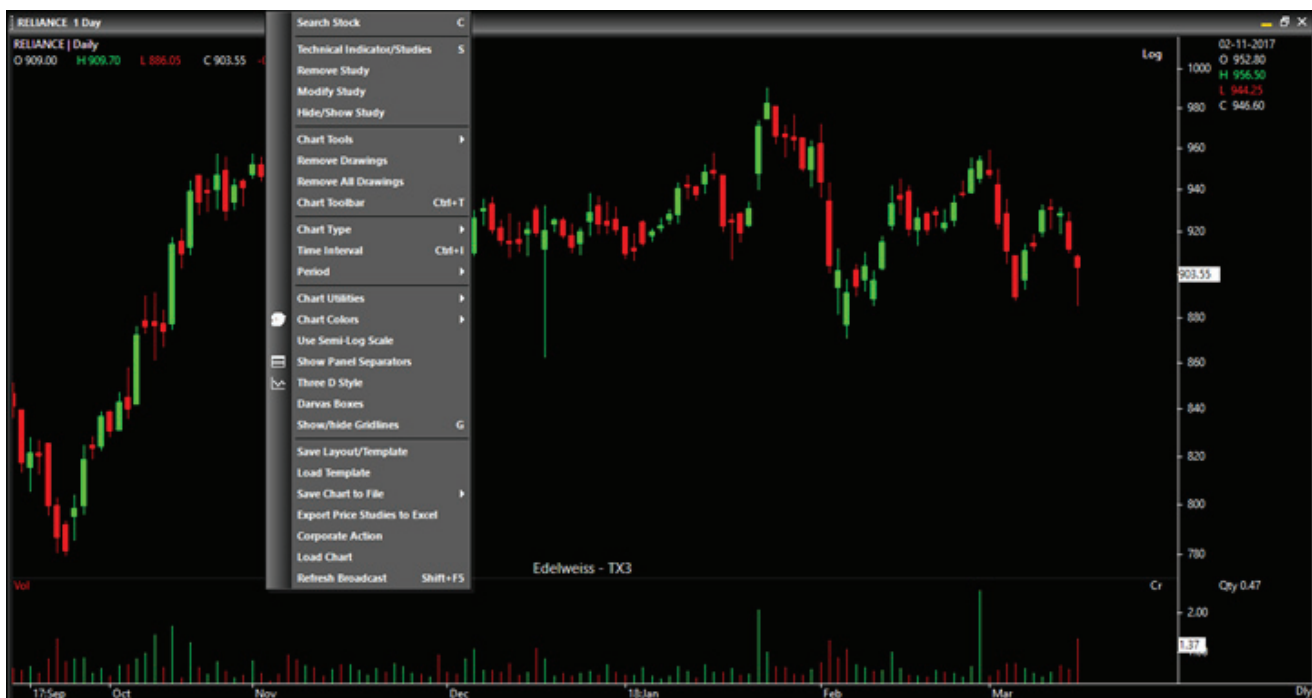 RELIANCE 1 Day
RELIANCE | Daily
O 909.00 H 909.70 L 886.05 C 903.55
Search Stock C
Technical Indicator/Studies S
Remove Study
Modify Study
Hide/Show Study
Chart Tools
Remove Drawings
Remove All Drawings
Chart Toolbar Ctrl+T
Chart Type
Time Interval Ctrl+I
Period
Chart Utilities
Chart Colors
Use Semi-Log Scale
Show Panel Separators
Three D Style
Darvas Boxes
Show/hide Gridlines G
Save Layout/Template
Load Template
Save Chart to File
Export Price Studies to Excel
Corporate Action
Load Chart
Refresh Broadcast Shift+F5
Log
02-11-2017
O 952.80
H 956.50
L 944.25
C 946.60
1000
980
960
940
920
903.55
880
860
840
820
800
780
Edelweiss - TX3
Vol
Cr
Qty 0.47
2.00
1.37
17:Sep Oct Nov Dec 18:Jan Feb Mar